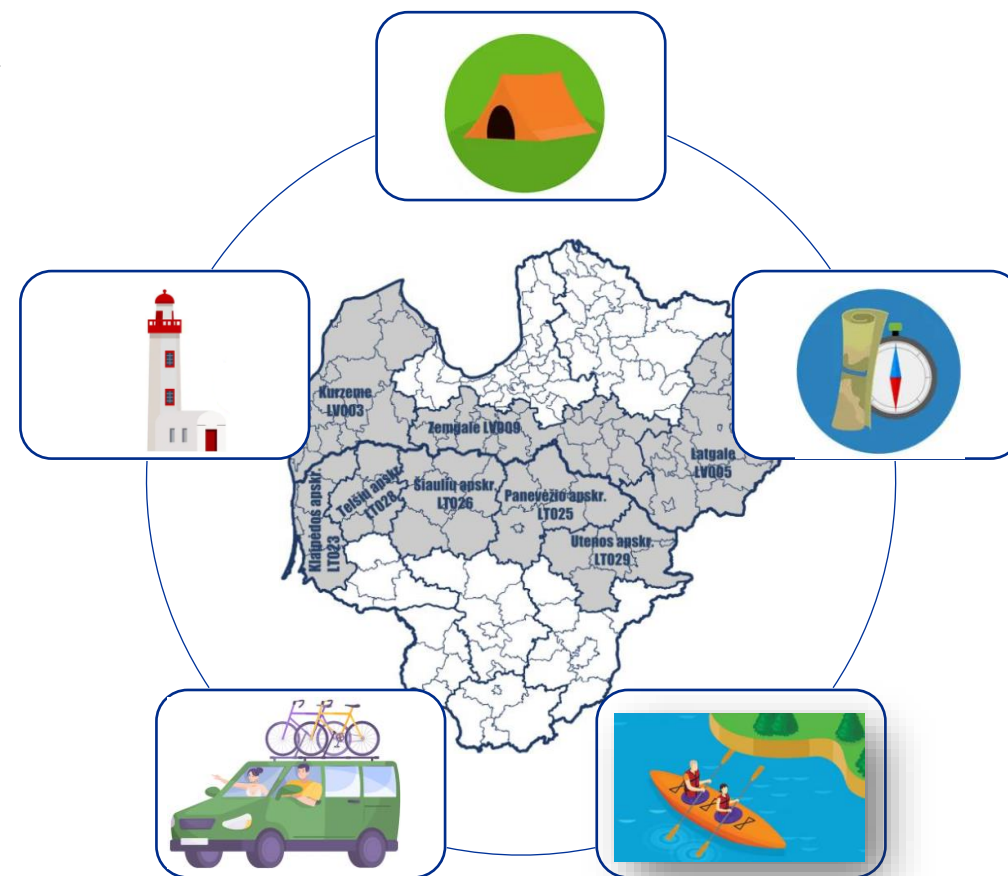 Kurzeme
LV003
Zemgale LV009
Latgale
LV005
Klaipėdos apskr.
LT023
Telšių apskr.
LT028
Šiaulių apskr.
LT026
Panevėžio apskr.
LT025
Utenos apskr.
LT029